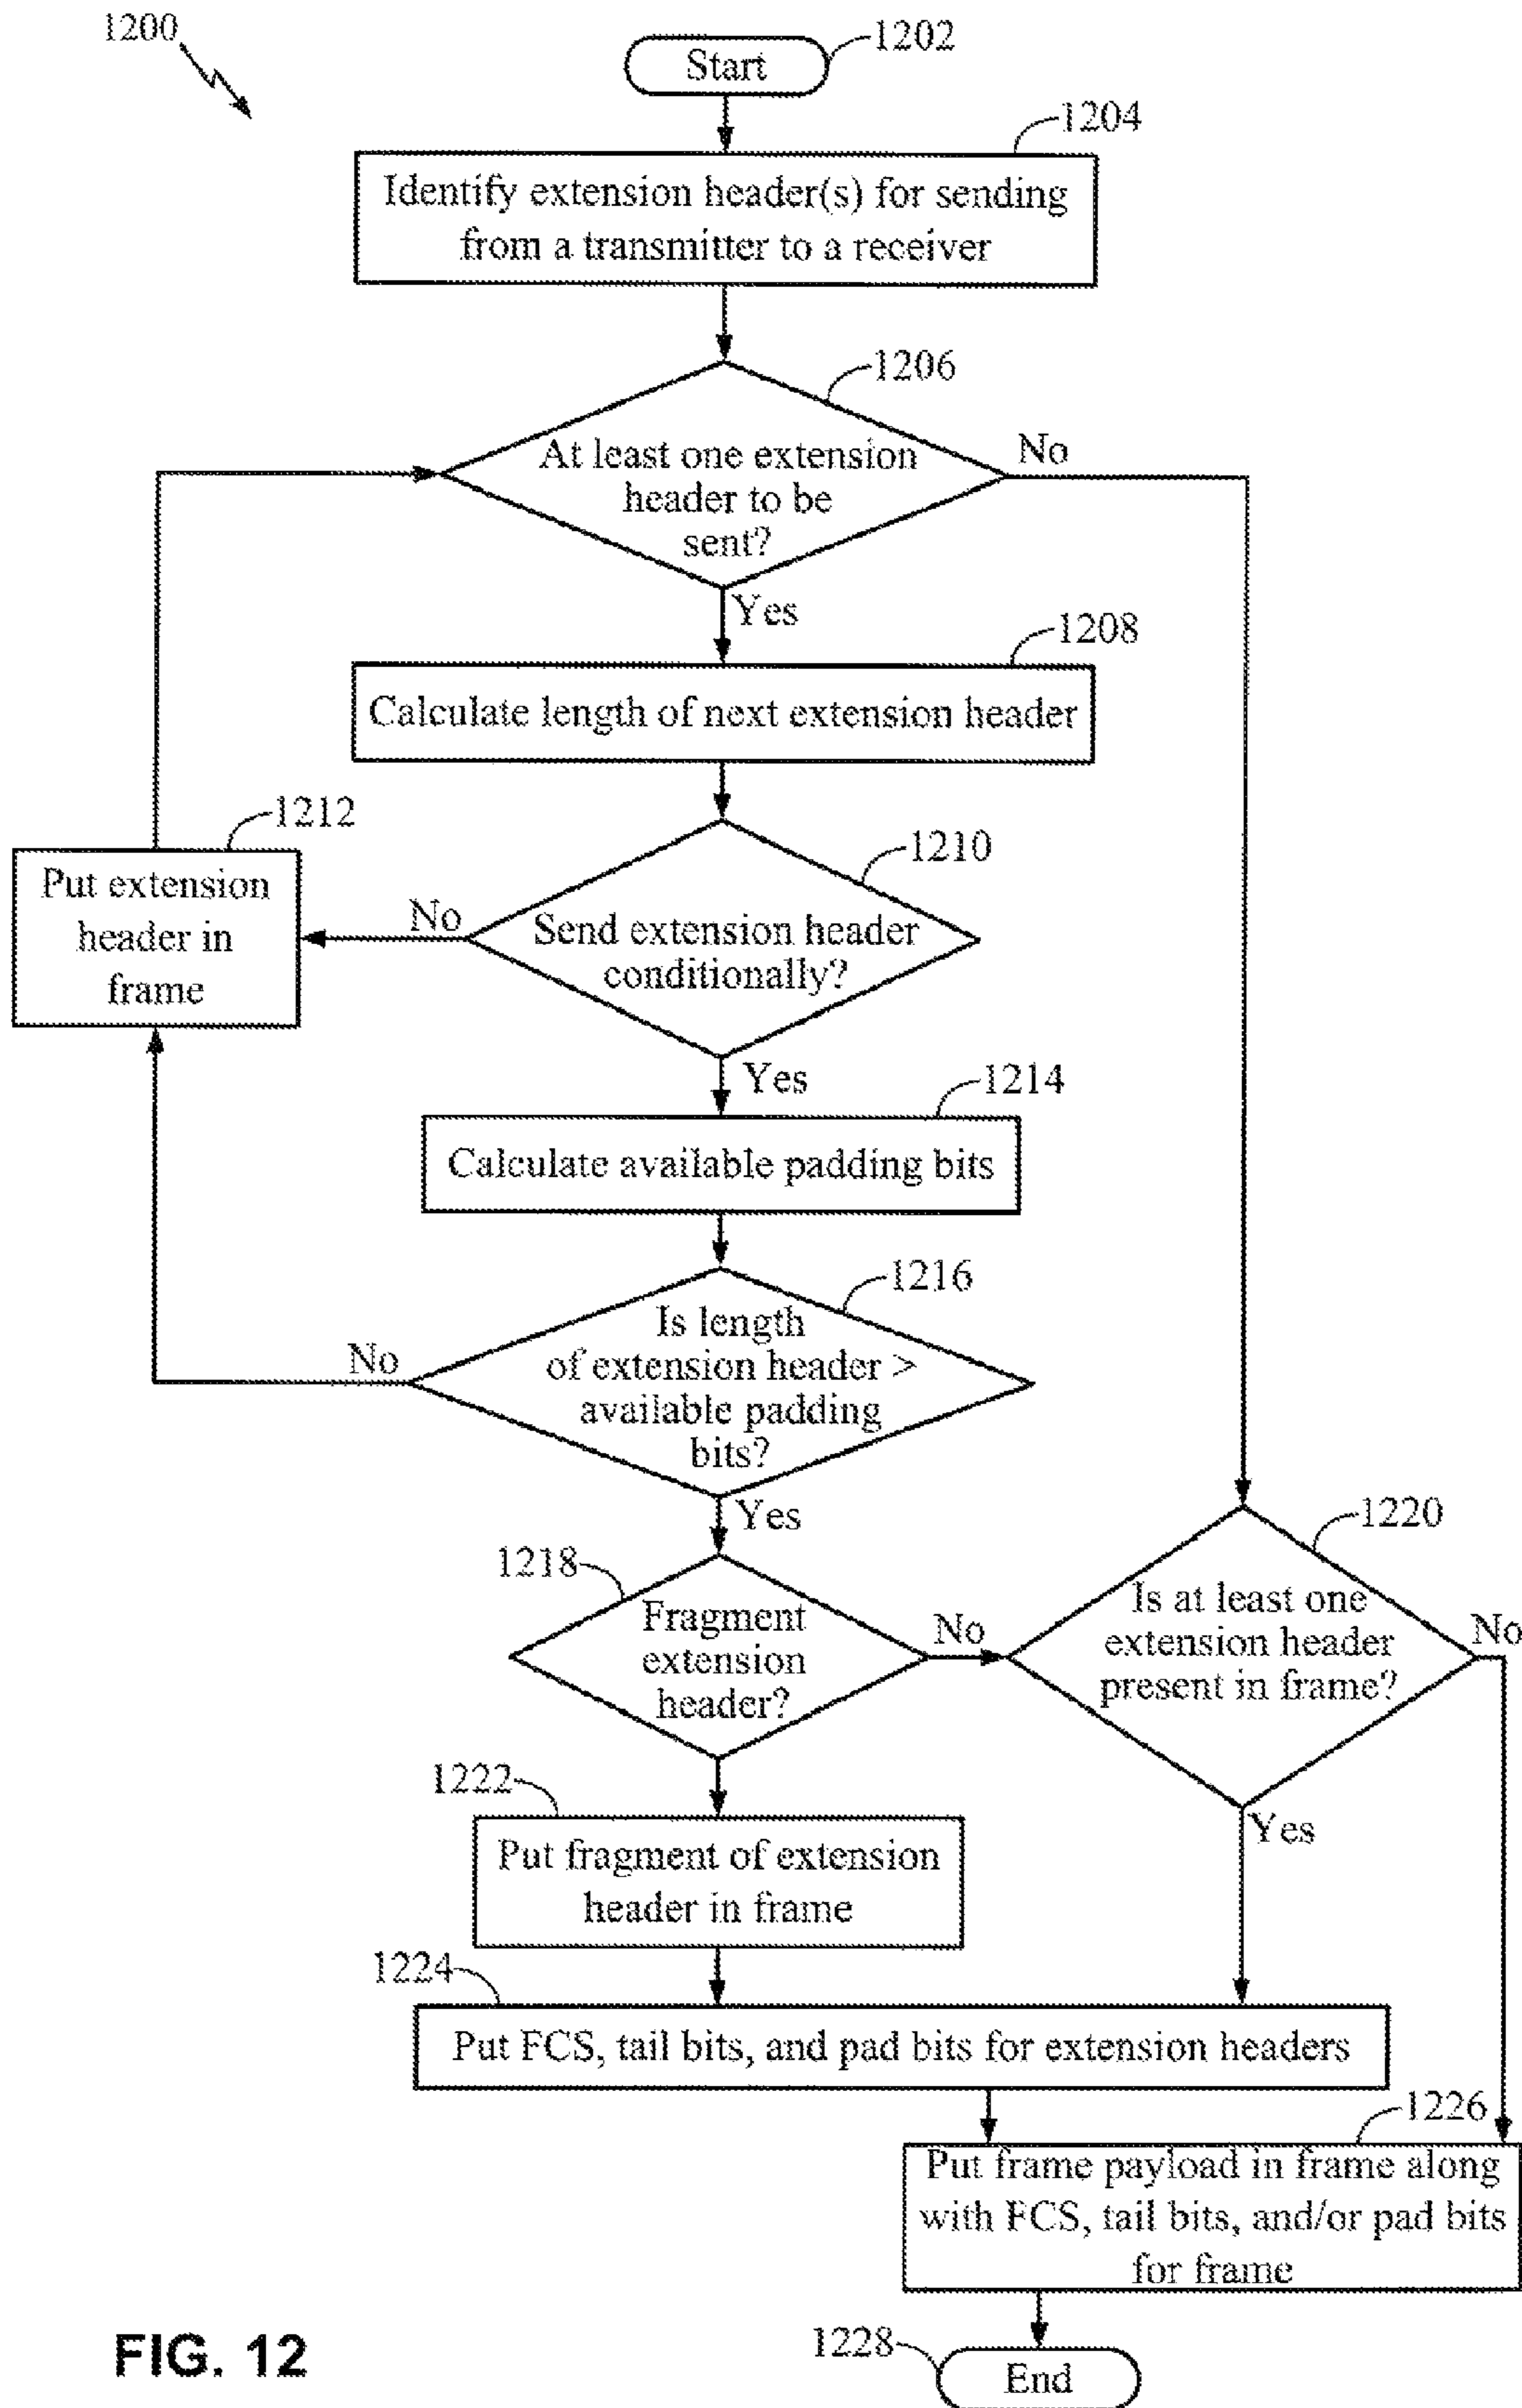 1200
Start
1202
1204
Identify extension header(s) for sending
from a transmitter to a receiver
1206
At least one extension
header to be
sent?
No
Yes
1208
Calculate length of next extension header
1212
Put extension
header in
frame
1210
No
Send extension header
conditionally?
Yes
1214
Calculate available padding bits
1216
Is length
of extension header >
available padding
bits?
No
Yes
1218
Fragment
extension
header?
No
1220
Is at least one
extension header
present in frame?
No
Yes
1222
Put fragment of extension
header in frame
1224
Put FCS, tail bits, and pad bits for extension headers
1226
Put frame payload in frame along
with FCS, tail bits, and/or pad bits
for frame
1228
End
FIG. 12